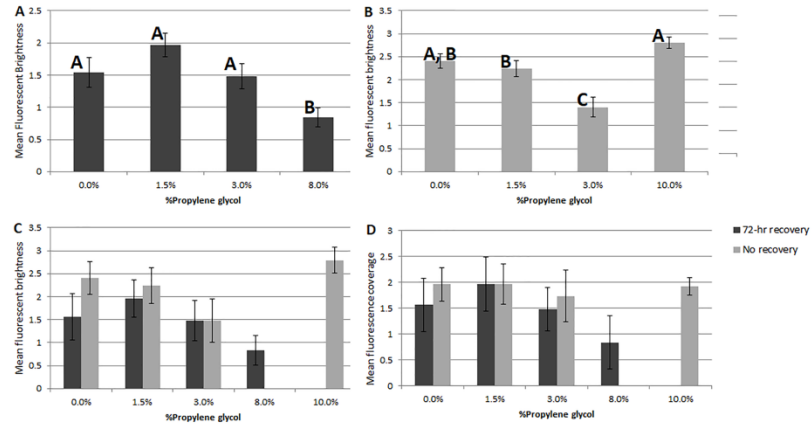 A
Mean Fluorescent Brightness
2.5
2
1.5
1
0.5
0
A
A
A
B
0.0%
1.5%
3.0%
8.0%
%Propylene glycol
B
Mean fluorescent Brightness
3.5
3
2.5
2
1.5
1
0.5
0
A, B
B
C
A
0.0%
1.5%
3.0%
10.0%
%Propylene glycol
C
Mean fluorescent brightness
3.5
3
2.5
2
1.5
1
0.5
0
0.0%
1.5%
3.0%
8.0%
10.0%
%Propylene glycol
D
Mean fluorescence coverage
3
2.5
2
1.5
1
0.5
0
0.0%
1.5%
3.0%
8.0%
10.0%
%Propylene glycol
72-hr recovery
No recovery